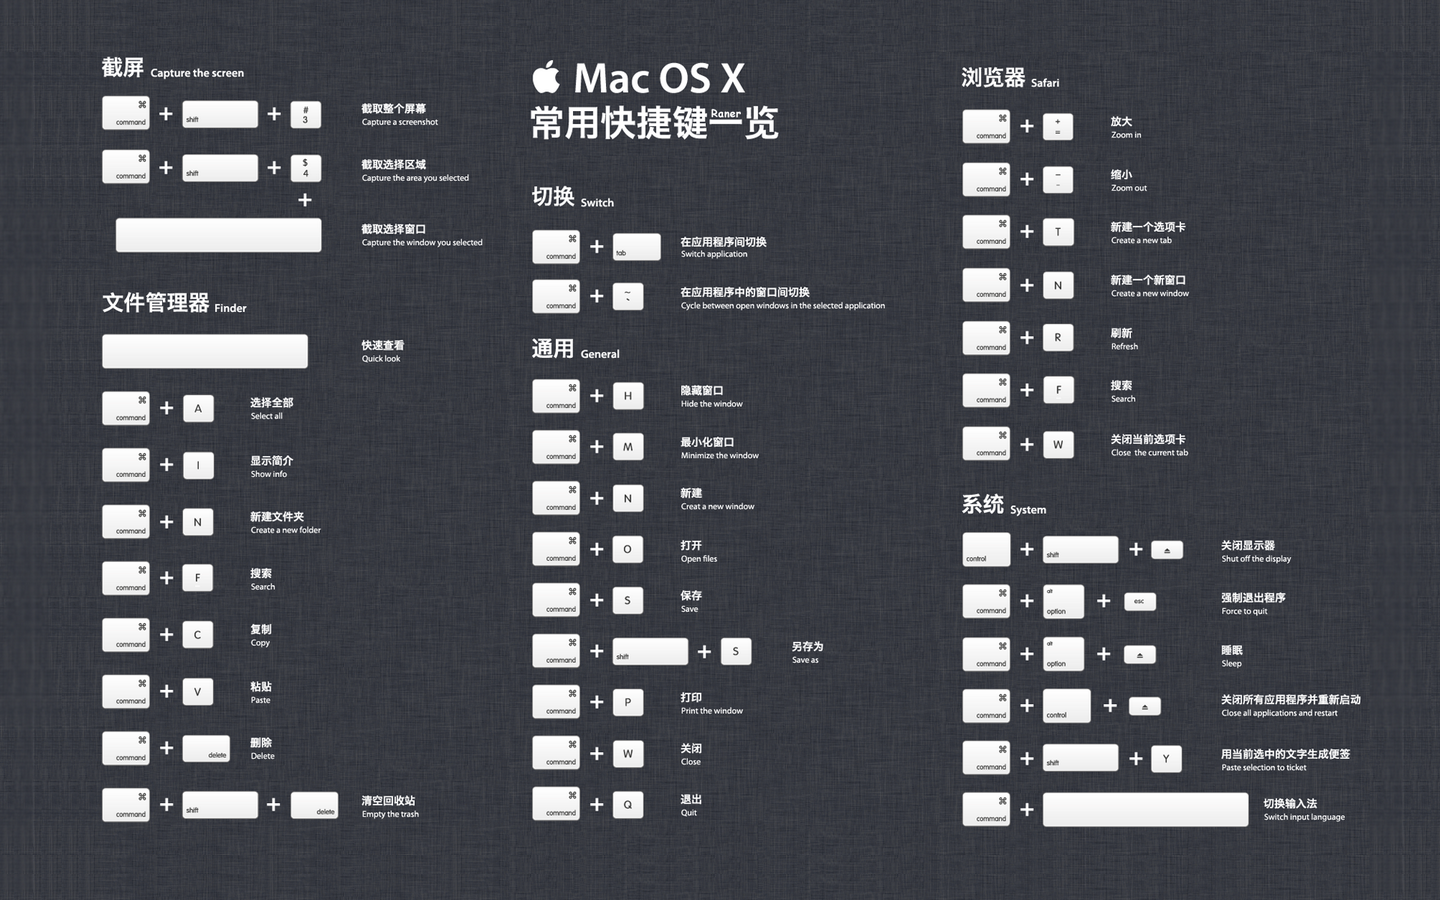 截屏 Capture the screen
⌘
command + shift + #
3
截取整个屏幕
Capture a screenshot
⌘
command + shift + $
4
截取选择区域
Capture the area you selected
+
截取选择窗口
Capture the window you selected
文件管理器 Finder
快速查看
Quick look
⌘
command + A
选择全部
Select all
⌘
command + I
显示简介
Show info
⌘
command + N
新建文件夹
Create a new folder
⌘
command + F
搜索
Search
⌘
command + C
复制
Copy
⌘
command + V
粘贴
Paste
⌘
command + delete
删除
Delete
⌘
command + shift + delete
清空回收站
Empty the trash
Mac OS X
常用快捷键一览
Raner
切换 Switch
⌘
command + tab
在应用程序间切换
Switch application
⌘
command + ~
`
在应用程序中的窗口间切换
Cycle between open windows in the selected application
通用 General
⌘
command + H
隐藏窗口
Hide the window
⌘
command + M
最小化窗口
Minimize the window
⌘
command + N
新建
Creat a new window
⌘
command + O
打开
Open files
⌘
command + S
保存
Save
⌘
command + shift + S
另存为
Save as
⌘
command + P
打印
Print the window
⌘
command + W
关闭
Close
⌘
command + Q
退出
Quit
浏览器 Safari
⌘
command + +
=
放大
Zoom in
⌘
command + –
-
缩小
Zoom out
⌘
command + T
新建一个选项卡
Create a new tab
⌘
command + N
新建一个新窗口
Create a new window
⌘
command + R
刷新
Refresh
⌘
command + F
搜索
Search
⌘
command + W
关闭当前选项卡
Close the current tab
系统 System
control + shift + ⏏
关闭显示器
Shut off the display
⌘
command + alt
option + esc
强制退出程序
Force to quit
⌘
command + alt
option + ⏏
睡眠
Sleep
⌘
command + control + ⏏
关闭所有应用程序并重新启动
Close all applications and restart
⌘
command + shift + Y
用当前选中的文字生成便签
Paste selection to ticket
⌘
command +
切换输入法
Switch input language